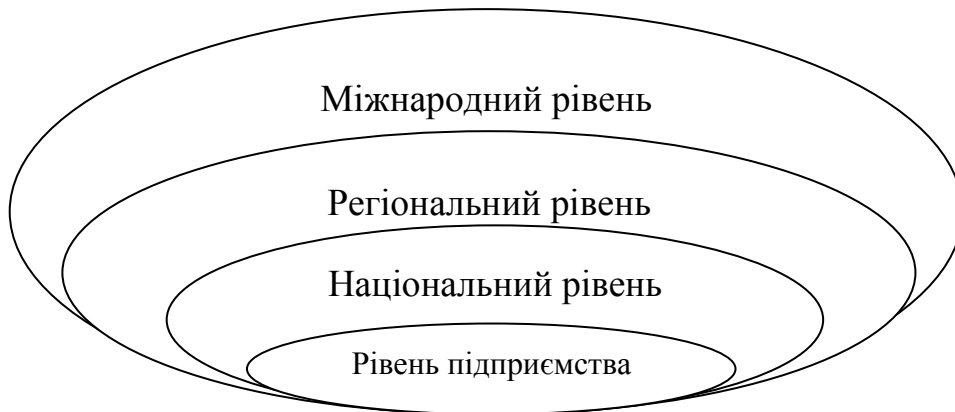 Міжнародний рівень
Регіональний рівень
Національний рівень
Рівень підприємства